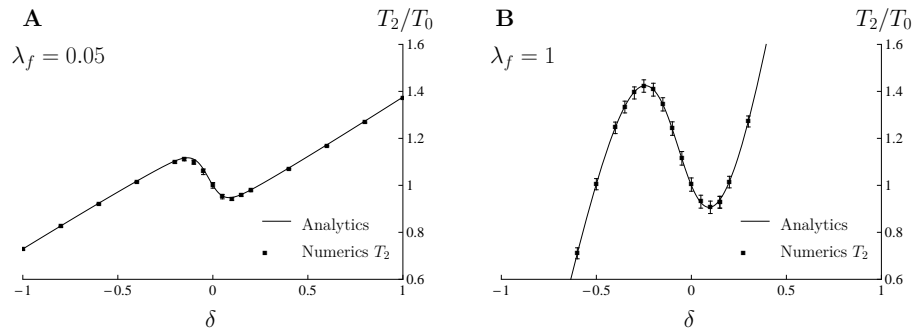 A
T₂/T₀
λ_f = 0.05
1.6
1.4
1.2
1
0.8
0.6
Analytics
Numerics T₂
−1
−0.5
0
0.5
1
δ
B
T₂/T₀
λ_f = 1
1.6
1.4
1.2
1
0.8
0.6
Analytics
Numerics T₂
−1
−0.5
0
0.5
1
δ